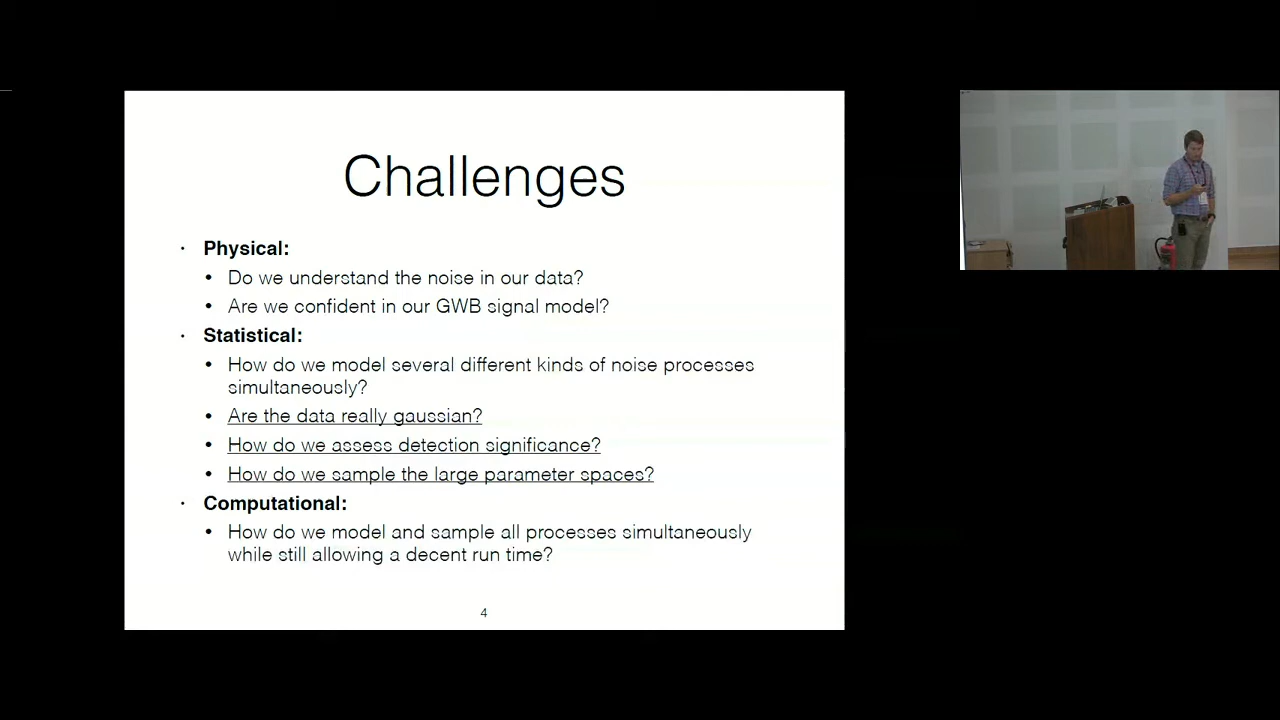 Challenges
· Physical:
• Do we understand the noise in our data?
• Are we confident in our GWB signal model?
· Statistical:
• How do we model several different kinds of noise processes
simultaneously?
• Are the data really gaussian?
• How do we assess detection significance?
• How do we sample the large parameter spaces?
· Computational:
• How do we model and sample all processes simultaneously
while still allowing a decent run time?
4